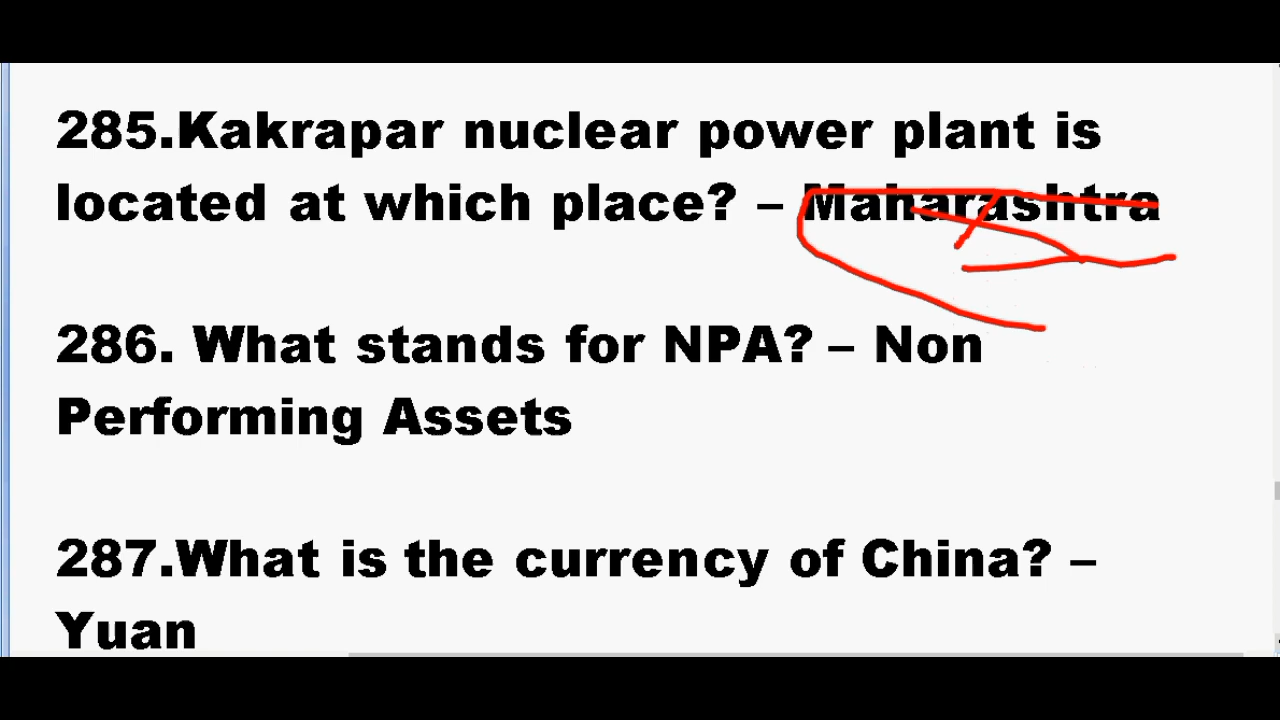 285.Kakrapar nuclear power plant is
located at which place? – Maharashtra
286. What stands for NPA? – Non
Performing Assets
287.What is the currency of China? –
Yuan